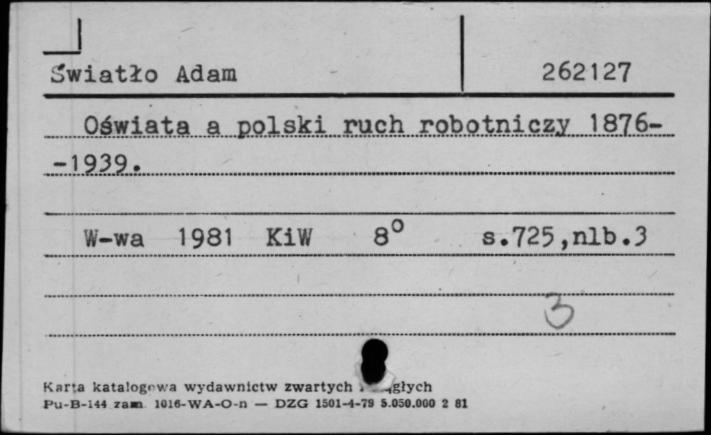 Światło Adam 262127
Oświata a polski ruch robotniczy 1876-
-1939.
W-wa 1981 KiW 8° s.725,nlb.3
3
Karta katalogowa wydawnictw zwartych
Pu-B-144 zam. 1016-WA-O-n — DZG 1501-4-79 5.050.000 2 81